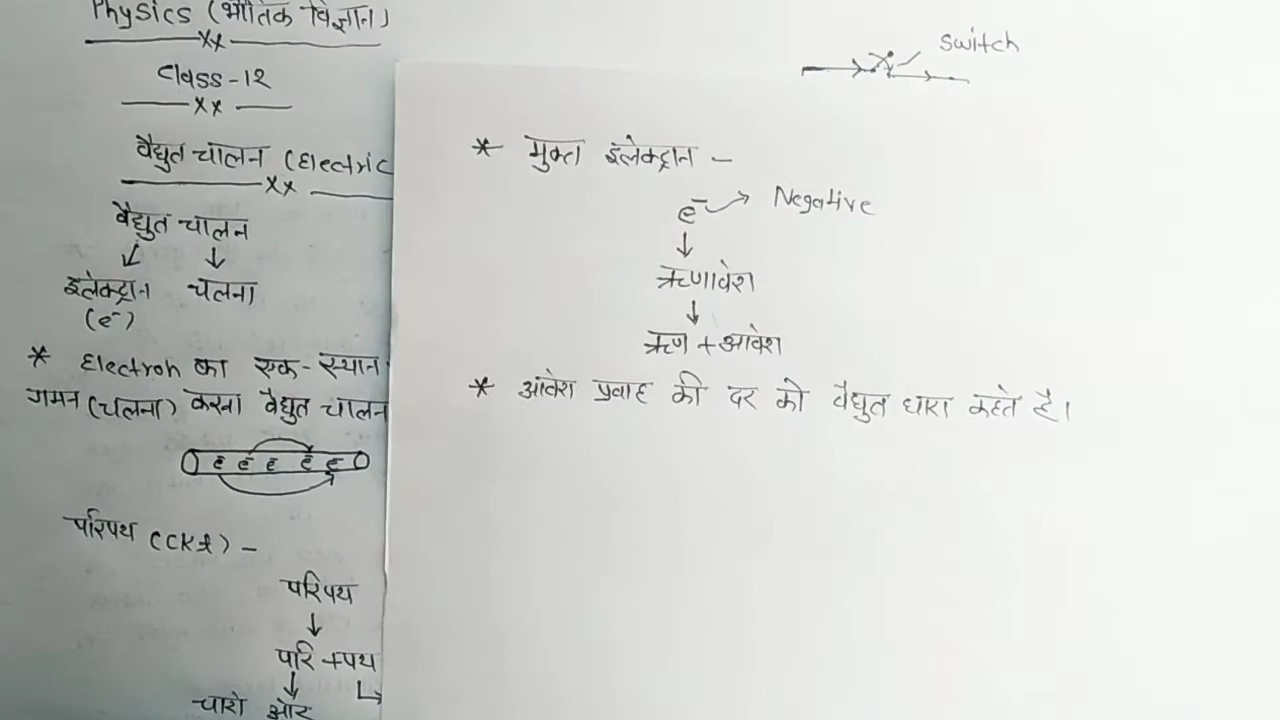 Physics (भौतिक विज्ञान)
Class-12
वैद्युत चालन (Electric
वैद्युत चालन
इलेक्ट्रान चलना
(e⁻)
* Electron का एक-स्थान
गमन (चलना) करना वैद्युत चालन
e e e e e
परिपथ (CKt) -
परिपथ
परि + पथ
चारो ओर
Switch
* मुक्त इलेक्ट्रान -
e⁻ Negative
ऋणावेश
ऋण + आवेश
* आवेश प्रवाह की दर को वैद्युत धारा कहते है।